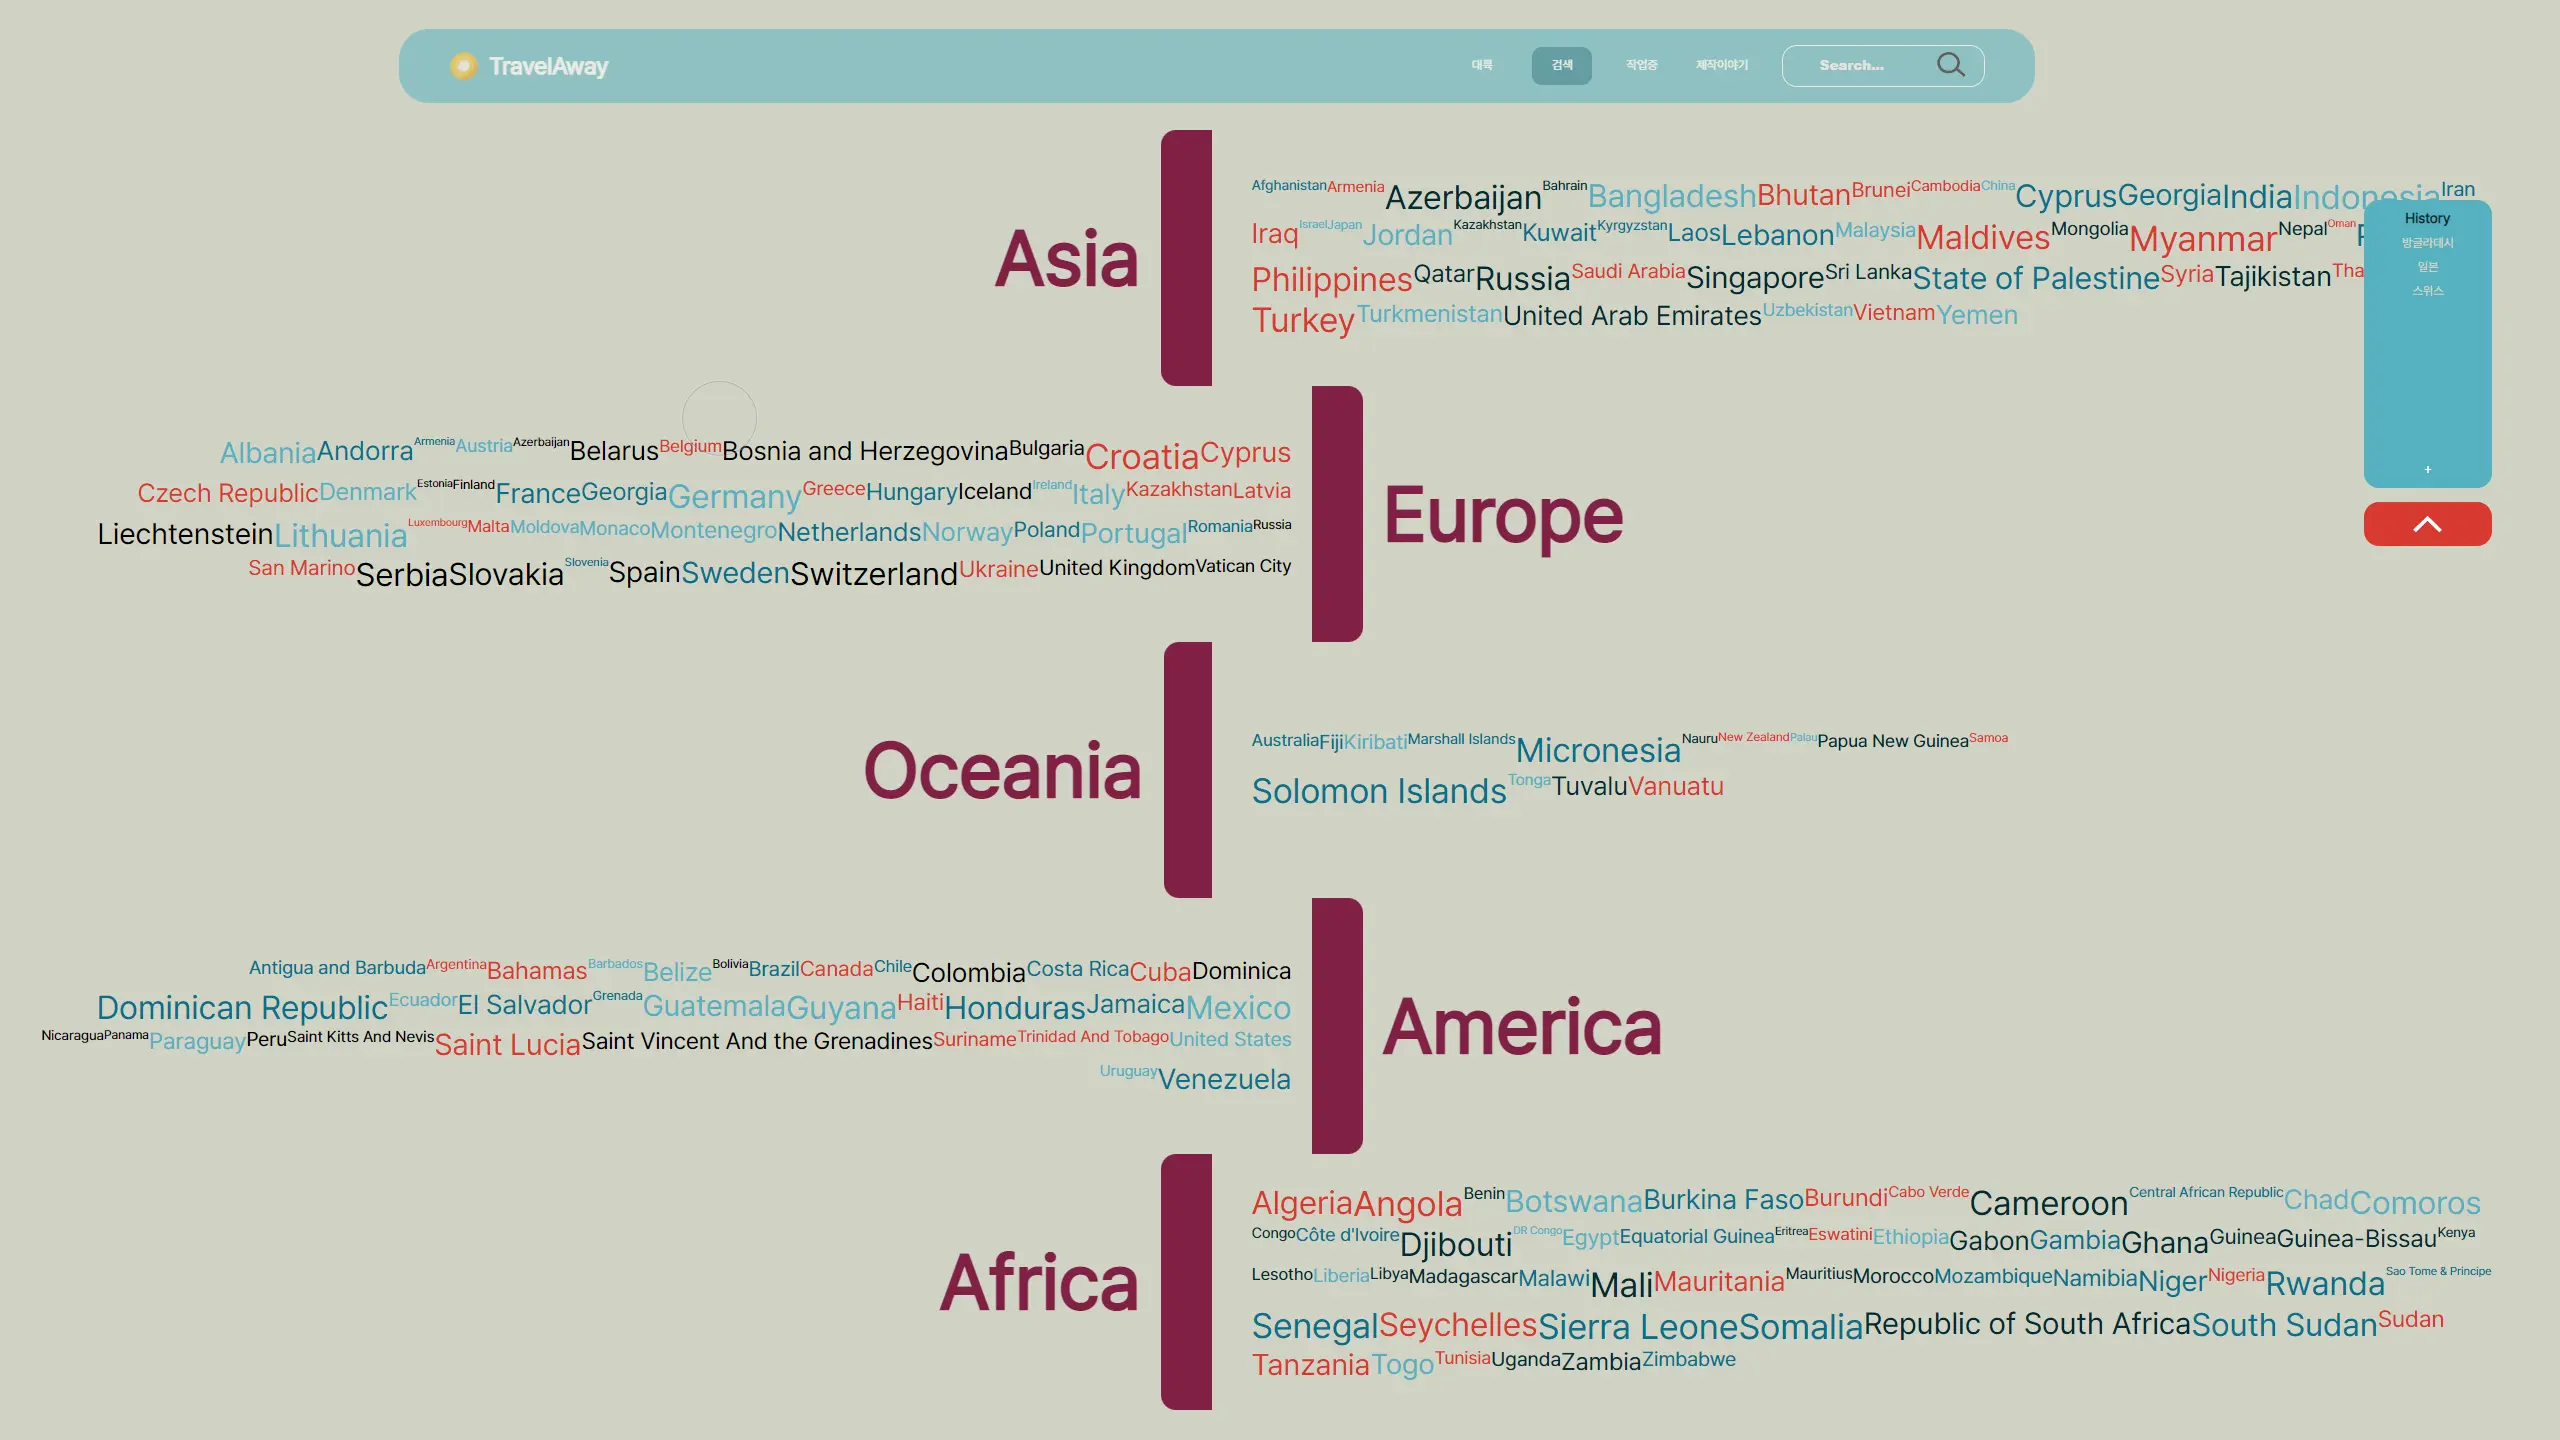 TravelAway
대륙 검색 작업중 제작이야기 Search...
Asia
Afghanistan Armenia Azerbaijan Bahrain Bangladesh Bhutan Brunei Cambodia China Cyprus Georgia India Indonesia Iran
Iraq Israel Japan Jordan Kazakhstan Kuwait Kyrgyzstan Laos Lebanon Malaysia Maldives Mongolia Myanmar Nepal Oman
Philippines Qatar Russia Saudi Arabia Singapore Sri Lanka State of Palestine Syria Tajikistan Tha
Turkey Turkmenistan United Arab Emirates Uzbekistan Vietnam Yemen
History
방글라데시
일본
스위스
+
Albania Andorra Armenia Austria Azerbaijan Belarus Belgium Bosnia and Herzegovina Bulgaria Croatia Cyprus
Czech Republic Denmark Estonia Finland France Georgia Germany Greece Hungary Iceland Ireland Italy Kazakhstan Latvia
Liechtenstein Lithuania Luxembourg Malta Moldova Monaco Montenegro Netherlands Norway Poland Portugal Romania Russia
San Marino Serbia Slovakia Slovenia Spain Sweden Switzerland Ukraine United Kingdom Vatican City
Europe
Oceania
Australia Fiji Kiribati Marshall Islands Micronesia Nauru New Zealand Palau Papua New Guinea Samoa
Solomon Islands Tonga Tuvalu Vanuatu
Antigua and Barbuda Argentina Bahamas Barbados Belize Bolivia Brazil Canada Chile Colombia Costa Rica Cuba Dominica
Dominican Republic Ecuador El Salvador Grenada Guatemala Guyana Haiti Honduras Jamaica Mexico
Nicaragua Panama Paraguay Peru Saint Kitts And Nevis Saint Lucia Saint Vincent And the Grenadines Suriname Trinidad And Tobago United States
Uruguay Venezuela
America
Africa
Algeria Angola Benin Botswana Burkina Faso Burundi Cabo Verde Cameroon Central African Republic Chad Comoros
Congo Côte d'Ivoire Djibouti DR Congo Egypt Equatorial Guinea Eritrea Eswatini Ethiopia Gabon Gambia Ghana Guinea Guinea-Bissau Kenya
Lesotho Liberia Libya Madagascar Malawi Mali Mauritania Mauritius Morocco Mozambique Namibia Niger Nigeria Rwanda Sao Tome & Principe
Senegal Seychelles Sierra Leone Somalia Republic of South Africa South Sudan Sudan
Tanzania Togo Tunisia Uganda Zambia Zimbabwe